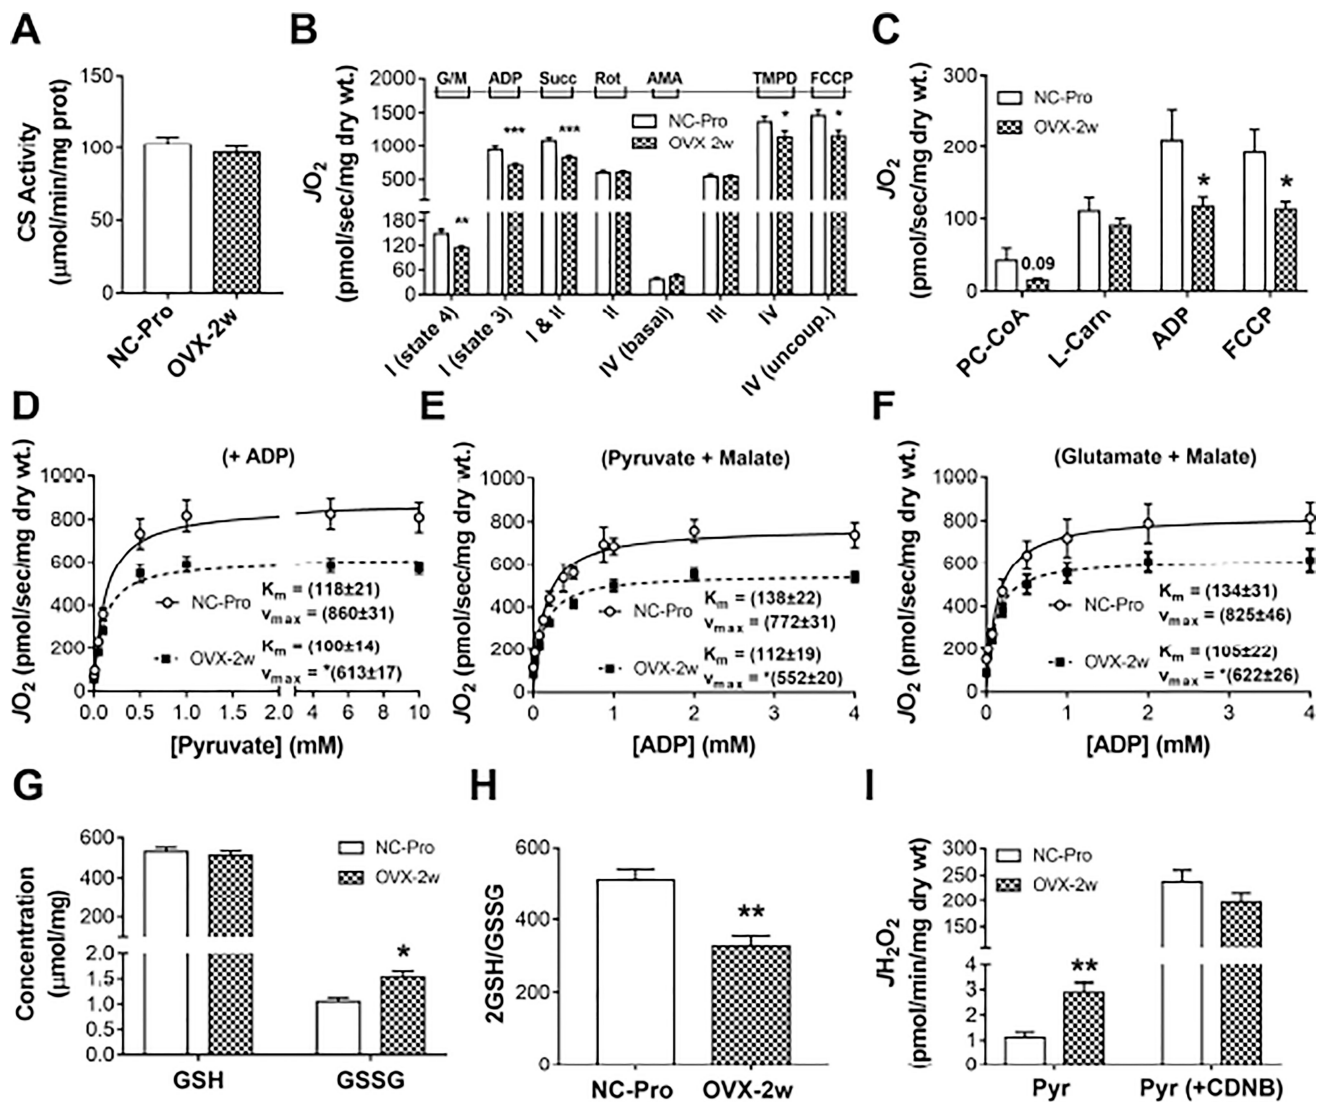 A
CS Activity
(μmol/min/mg prot)
150
100
50
0
NC-Pro
OVX-2w
B
JO2
(pmol/sec/mg dry wt.)
2000
1500
1000
500
180
120
60
0
G/M
ADP
Succ
Rot
AMA
TMPD
FCCP
NC-Pro
OVX 2w
**
***
***
*
*
I (state 4)
I (state 3)
I & II
II
IV (basal)
III
IV
IV (uncoup.)
C
JO2
(pmol/sec/mg dry wt.)
300
200
100
0
NC-Pro
OVX-2w
0.09
*
*
PC-CoA
L-Carn
ADP
FCCP
D
(+ ADP)
JO2 (pmol/sec/mg dry wt.)
1000
800
600
400
200
0
NC-Pro
Km = (118±21)
vmax = (860±31)
OVX-2w
Km = (100±14)
vmax = *(613±17)
0.0 0.5 1.0 1.5 2.0 4 6 8 10
[Pyruvate] (mM)
E
(Pyruvate + Malate)
JO2 (pmol/sec/mg dry wt.)
1000
800
600
400
200
0
NC-Pro
Km = (138±22)
vmax = (772±31)
OVX-2w
Km = (112±19)
vmax = *(552±20)
0 1 2 3 4
[ADP] (mM)
F
(Glutamate + Malate)
JO2 (pmol/sec/mg dry wt.)
1000
800
600
400
200
0
NC-Pro
Km = (134±31)
vmax = (825±46)
OVX-2w
Km = (105±22)
vmax = *(622±26)
0 1 2 3 4
[ADP] (mM)
G
Concentration
(μmol/mg)
600
400
200
2.0
1.5
1.0
0.5
0.0
NC-Pro
OVX-2w
*
GSH
GSSG
H
2GSH/GSSG
600
400
200
0
**
NC-Pro
OVX-2w
I
JH2O2
(pmol/min/mg dry wt)
300
250
200
150
4
3
2
1
0
NC-Pro
OVX-2w
**
Pyr
Pyr (+CDNB)